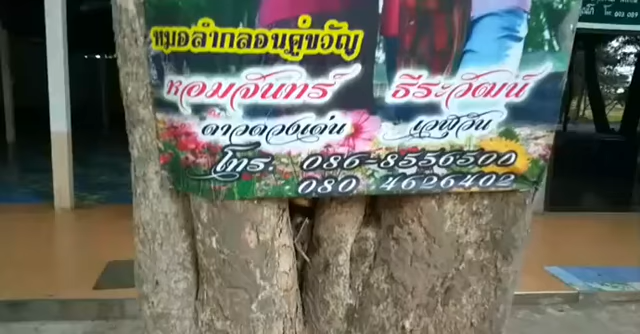 หมอลำกลอนคู่ขวัญ
หอมจันทร์ ธีระวัฒน์
ดาวดวงเด่น
โทร. 086-8556500
080-4626402